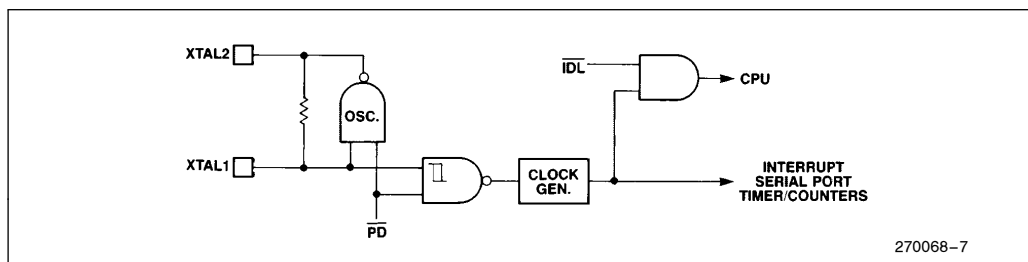 XTAL2
OSC.
XTAL1
PD
CLOCK
GEN.
IDL
CPU
INTERRUPT
SERIAL PORT
TIMER/COUNTERS
270068–7